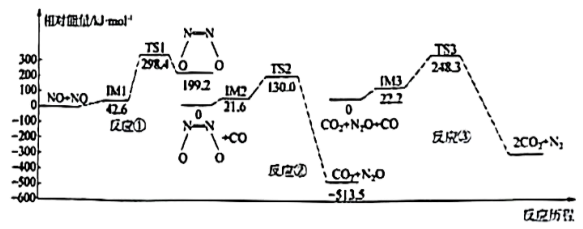 相对能值/kJ·mol⁻¹
300
200
100
0
-100
-200
-300
-400
-500
-600
NO+NO
IM1
42.6
TS1
298.4
N N
O O
199.2
反应①
0
IM2
21.6
N N
O O
+CO
TS2
130.0
反应②
CO₂+N₂O
-513.5
0
IM3
22.2
CO₂+N₂O+CO
反应③
TS3
248.3
2CO₂+N₂
反应历程